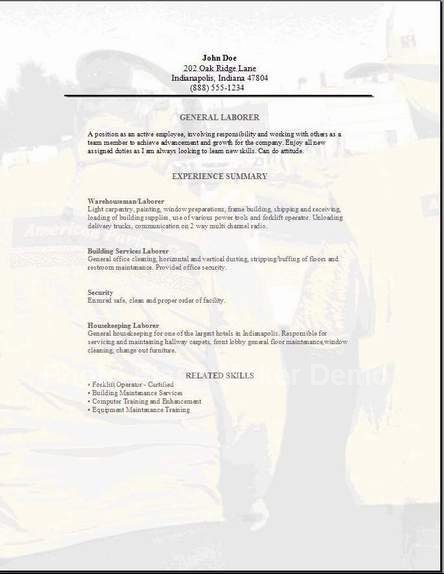 John Doe
202 Oak Ridge Lane
Indianapolis, Indiana 47804
(888) 555-1234
GENERAL LABORER
A position as an active employee, involving responsibility and working with others as a
team member to achieve advancement and growth for the company. Enjoy all new
assigned duties as I am always looking to learn new skills. Can do attitude.
EXPERIENCE SUMMARY
Warehouseman/Laborer
Light carpentry, painting, window preparations, frame building, shipping and receiving,
loading of building supplies, use of various power tools and forklift operator. Unloading
delivery trucks, communication on 2 way multi channel radio.
Building Services Laborer
General office cleaning, horizontal and vertical dusting, stripping/buffing of floors and
restroom maintenance. Provided office security.
Security
Ensured safe, clean and proper order of facility.
Housekeeping Laborer
General housekeeping for one of the largest hotels in Indianapolis. Responsible for
servicing and maintaining hallway carpets, front lobby general floor maintenance, window
cleaning, change out furniture.
RELATED SKILLS
• Forklift Operator - Certified
• Building Maintenance Services
• Computer Training and Enhancement
• Equipment Maintenance Training